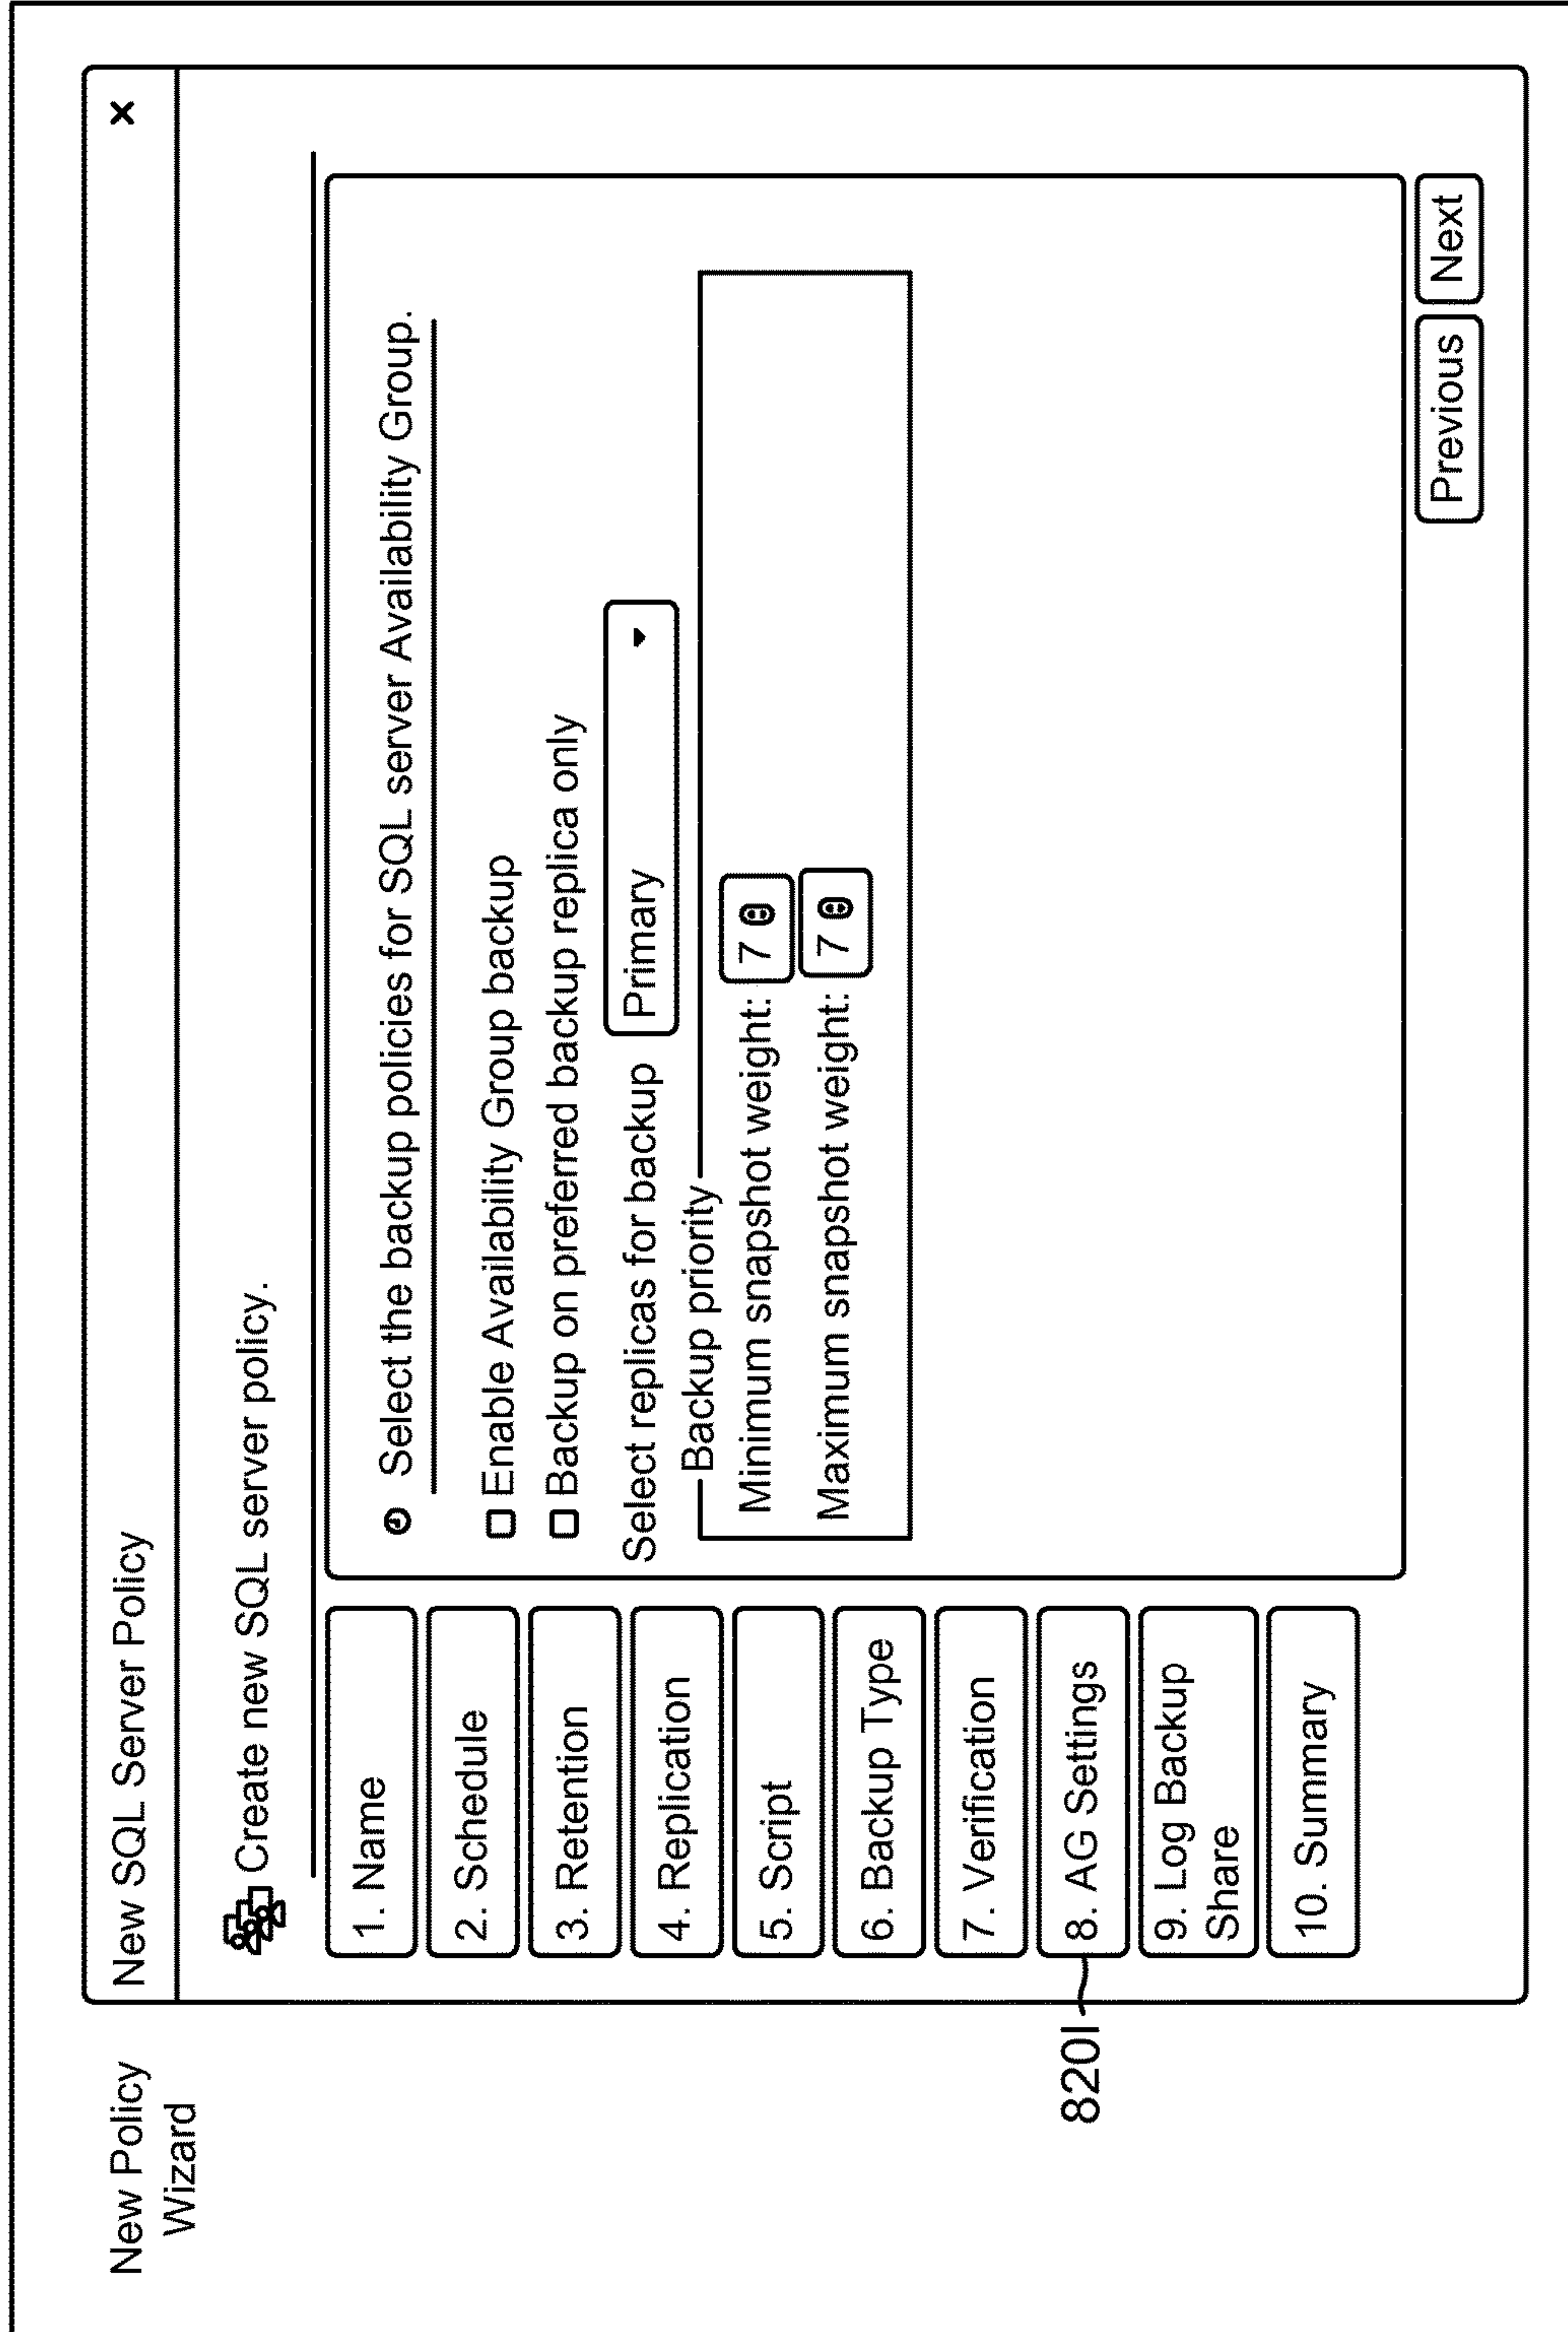 New Policy
Wizard
New SQL Server Policy
x
Create new SQL server policy.
1. Name
2. Schedule
3. Retention
4. Replication
5. Script
6. Backup Type
7. Verification
8. AG Settings
9. Log Backup
Share
10. Summary
820I
Select the backup policies for SQL server Availability Group.
Enable Availability Group backup
Backup on preferred backup replica only
Select replicas for backup Primary
Backup priority
Minimum snapshot weight: 7
Maximum snapshot weight: 7
Previous Next